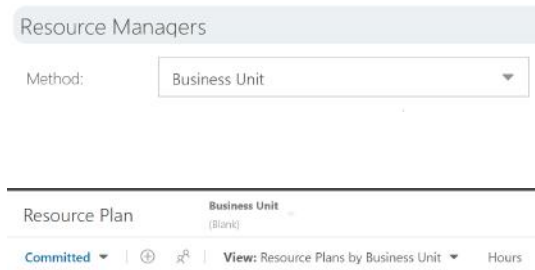 Resource Managers
Method: Business Unit
Resource Plan Business Unit
(Blank)
Committed View: Resource Plans by Business Unit Hours